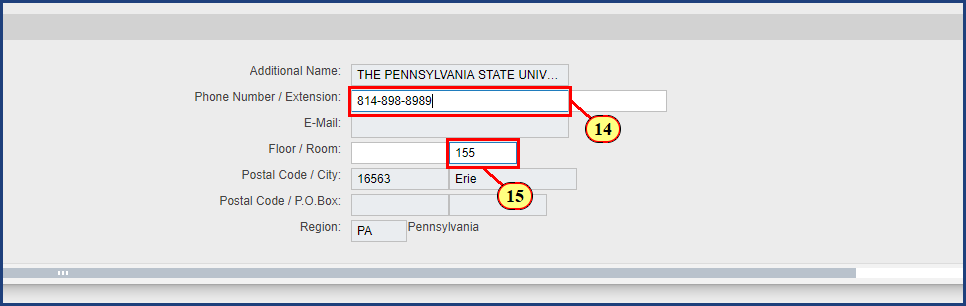 Additional Name: THE PENNSYLVANIA STATE UNIV...
Phone Number / Extension: 814-898-8989
14
E-Mail:
Floor / Room: 155
Postal Code / City: 16563 Erie
15
Postal Code / P.O.Box:
Region: PA Pennsylvania